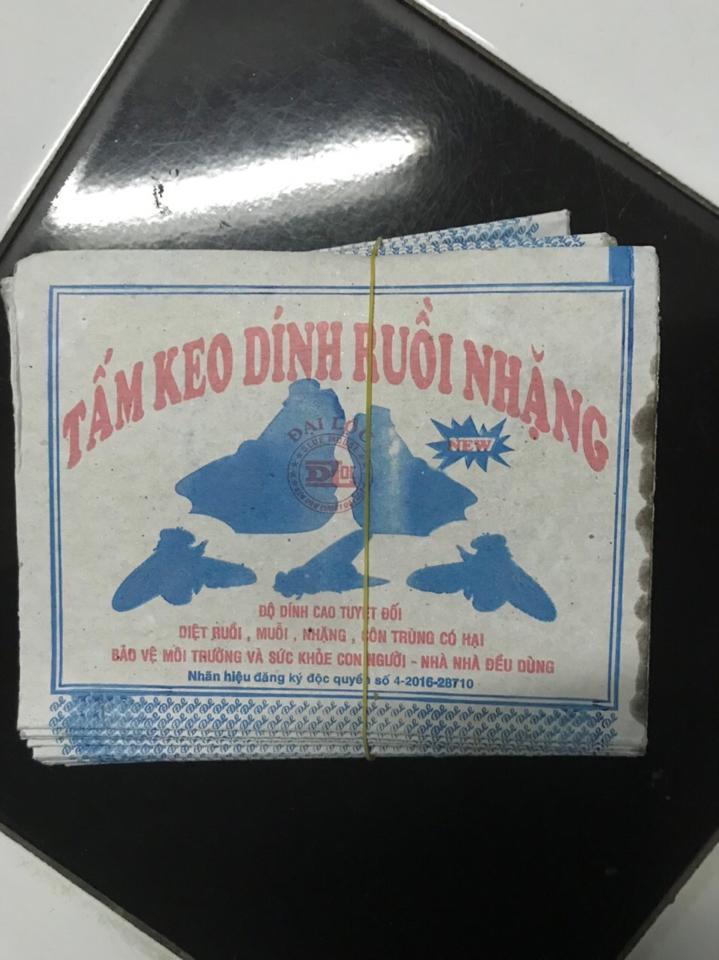 TẤM KEO DÍNH RUỒI NHẶNG
NEW
ĐẠI LỘC
ĐỘ DÍNH CAO TUYỆT ĐỐI
DIỆT RUỒI , MUỖI , NHẶNG , CÔN TRÙNG CÓ HẠI
BẢO VỆ MÔI TRƯỜNG VÀ SỨC KHỎE CON NGƯỜI - NHÀ NHÀ ĐỀU DÙNG
Nhãn hiệu đăng ký độc quyền số 4-2016-28710